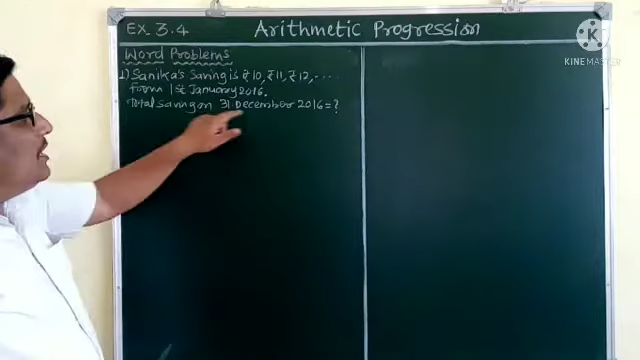 Ex 3.4
Arithmetic Progression
Word Problems
1) Sanika's Saving is ₹10, ₹11, ₹12, ....
From 1st January 2016.
Total Saving on 31 December 2016 = ?
KINEMASTER